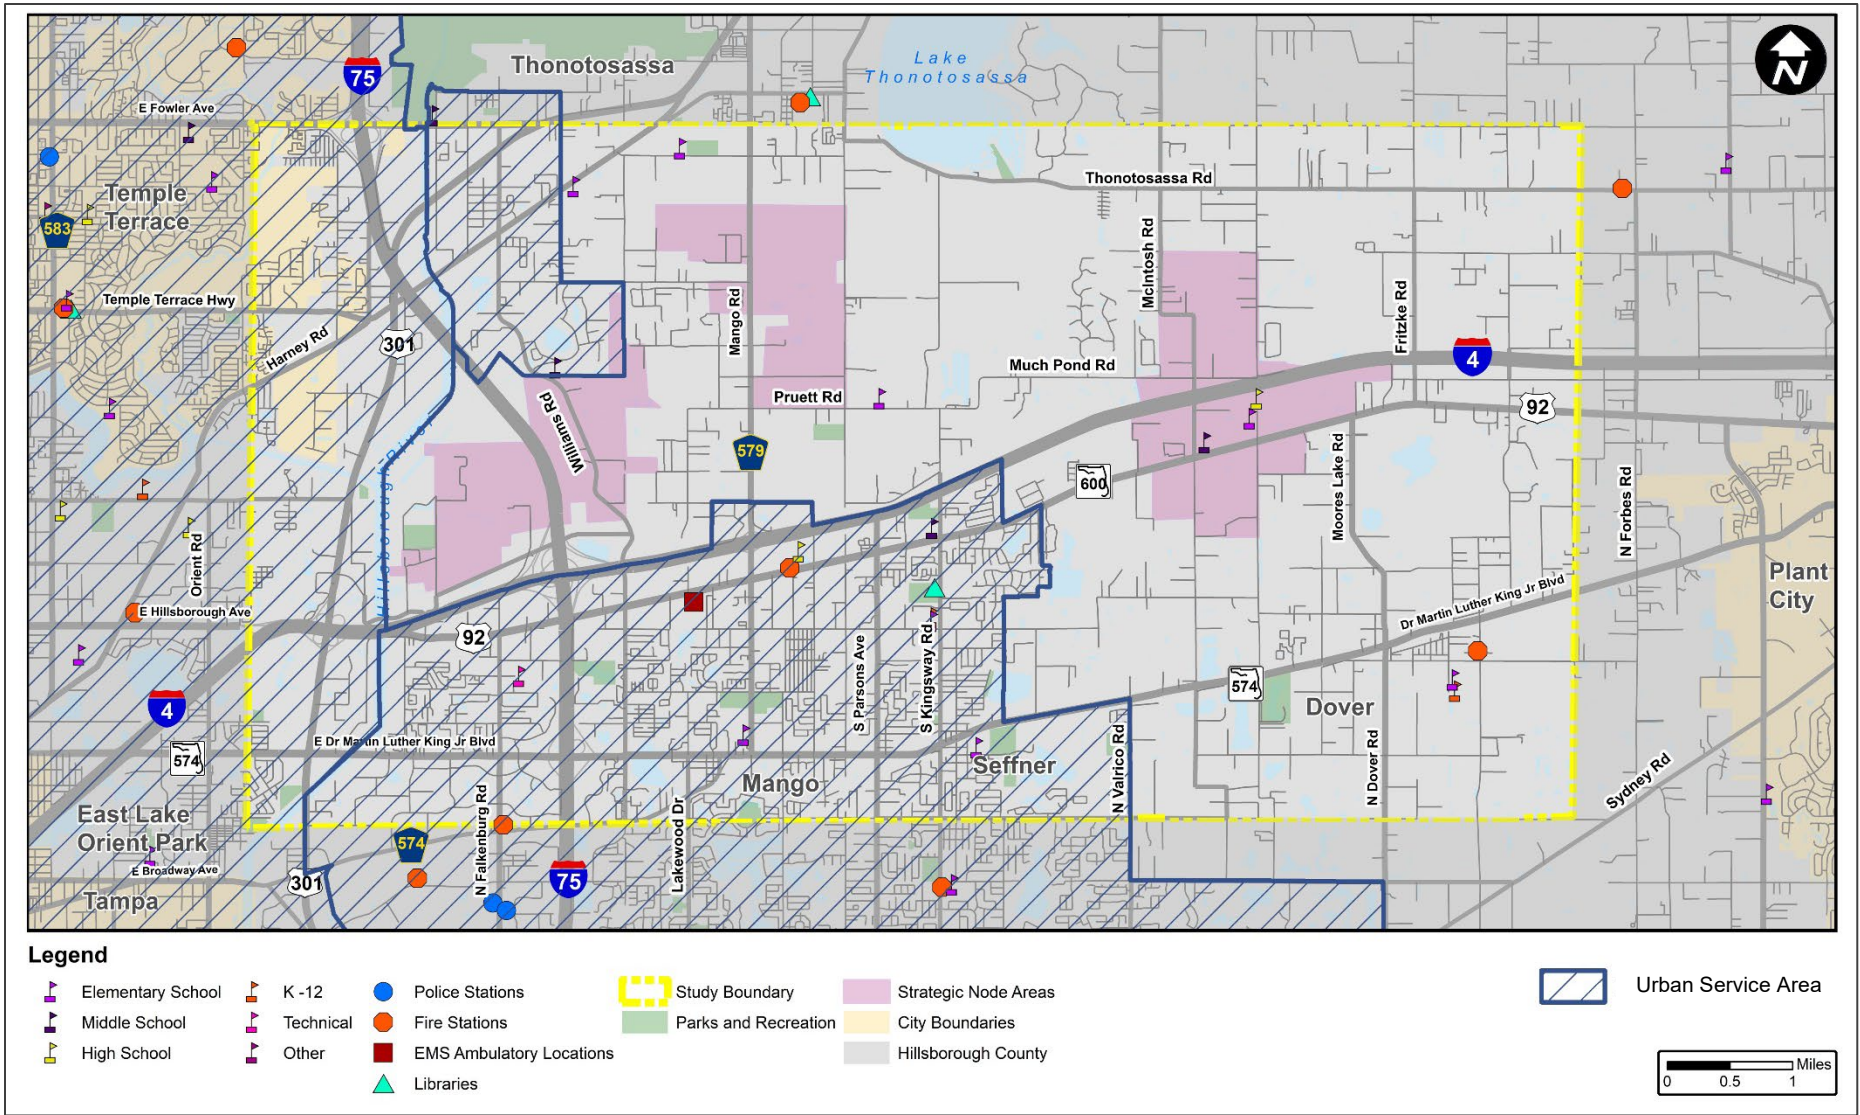 Thonotosassa
Lake
Thonotosassa
N
75
E Fowler Ave
Temple
Terrace
583
Thonotosassa Rd
McIntosh Rd
Temple Terrace Hwy
Harney Rd
301
Mango Rd
Fritzke Rd
4
Much Pond Rd
Pruett Rd
92
Williams Rd
579
Hillsborough River
600
Moores Lake Rd
N Forbes Rd
Orient Rd
Plant
City
E Hillsborough Ave
Dr Martin Luther King Jr Blvd
92
S Parsons Ave
S Kingsway Rd
574
Dover
4
574
E Dr Martin Luther King Jr Blvd
Seffner
Mango
N Valrico Rd
N Dover Rd
Sydney Rd
East Lake
Orient Park
574
N Falkenburg Rd
Lakewood Dr
E Broadway Ave
301
75
Tampa
Legend
Elementary School
Middle School
High School
K -12
Technical
Other
Police Stations
Fire Stations
EMS Ambulatory Locations
Libraries
Study Boundary
Parks and Recreation
Strategic Node Areas
City Boundaries
Hillsborough County
Urban Service Area
Miles
0 0.5 1